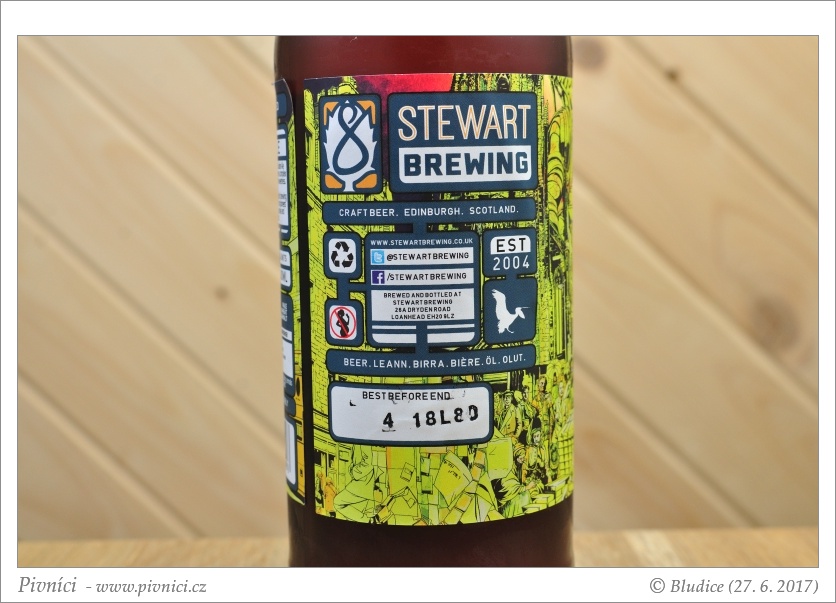 STEWART
BREWING
CRAFT BEER. EDINBURGH. SCOTLAND.
WWW.STEWARTBREWING.CO.UK
@STEWARTBREWING
/STEWARTBREWING
BREWED AND BOTTLED AT
STEWART BREWING
26A DRYDEN ROAD
LOANHEAD EH20 9LZ
EST
2004
BEER. LEANN. BIRRA. BIÈRE. ÖL. OLUT.
BEST BEFORE END
4 18L8D
Pivníci - www.pivnici.cz
© Bludice (27. 6. 2017)